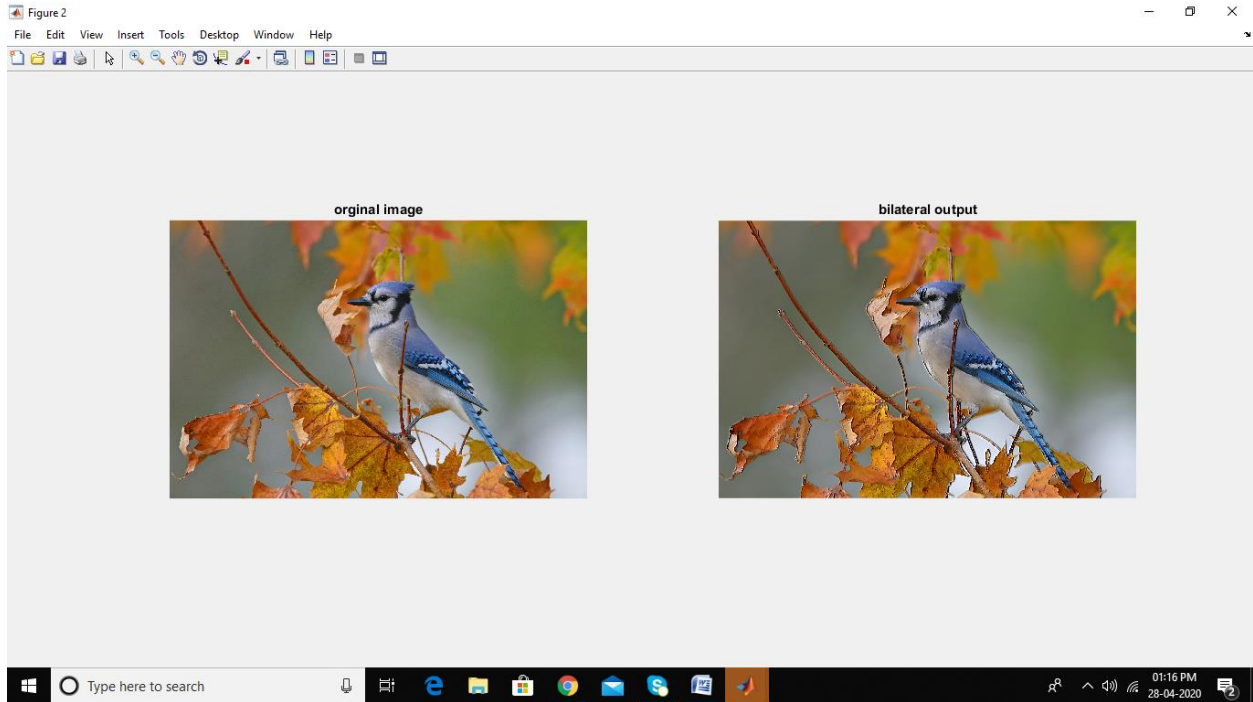 Figure 2
File Edit View Insert Tools Desktop Window Help
orginal image
bilateral output
Type here to search
01:16 PM
28-04-2020
2